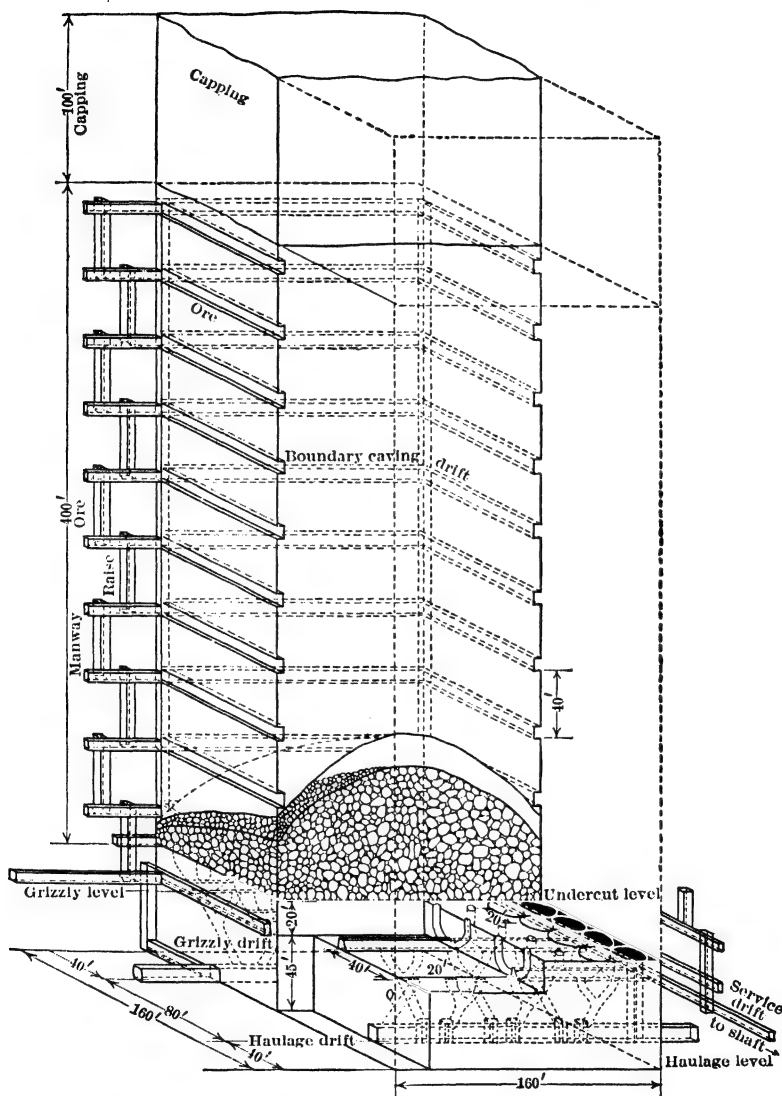 Capping
100'
Capping
Ore
Boundary caving drift
400'
Ore
Raise
Manway
40'
Grizzly level
Undercut level
20'
20'
Grizzly drift
45'
40'
20'
40'
80'
160'
40'
Haulage drift
Service
drift
to shaft
Haulage level
160'